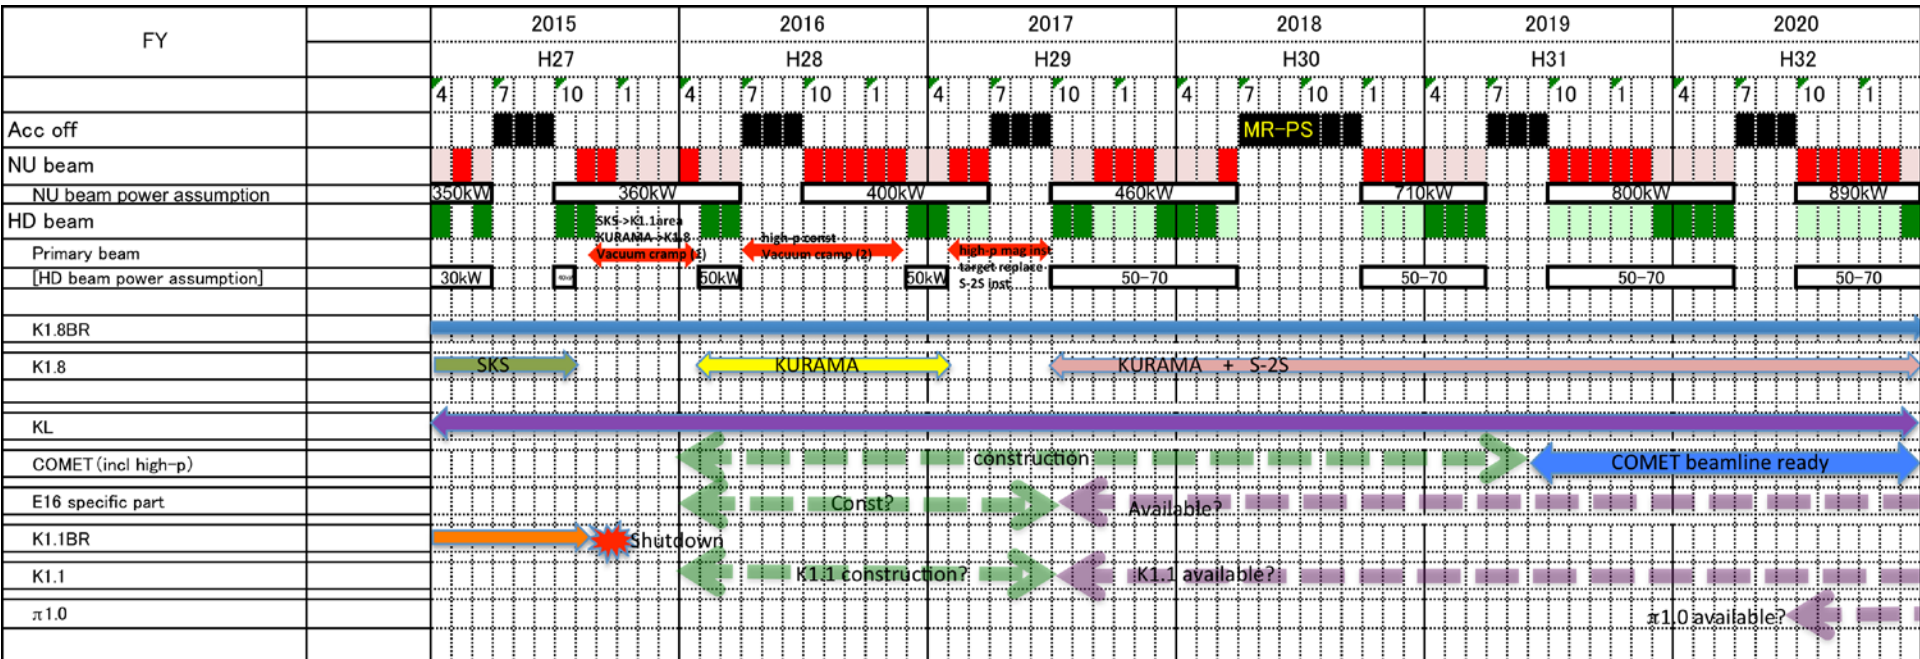 FY
2015 2016 2017 2018 2019 2020
H27 H28 H29 H30 H31 H32
4 7 10 1 4 7 10 1 4 7 10 1 4 7 10 1 4 7 10 1 4 7 10 1
Acc off MR-PS
NU beam
NU beam power assumption 350kW 360kW 400kW 460kW 710kW 800kW 890kW
HD beam
SKS->K1.1area
KURAMA->K1.8
Vacuum cramp (1)
high-p const
Vacuum cramp (2)
high-p mag inst
target replace
S-2S inst
Primary beam
[HD beam power assumption] 30kW 50kW 50kW 50-70 50-70 50-70 50-70
K1.8BR
K1.8 SKS KURAMA KURAMA + S-2S
KL
COMET(incl high-p) construction COMET beamline ready
E16 specific part Const? Available?
K1.1BR Shutdown
K1.1 K1.1 construction? K1.1 available?
π1.0 π1.0 available?